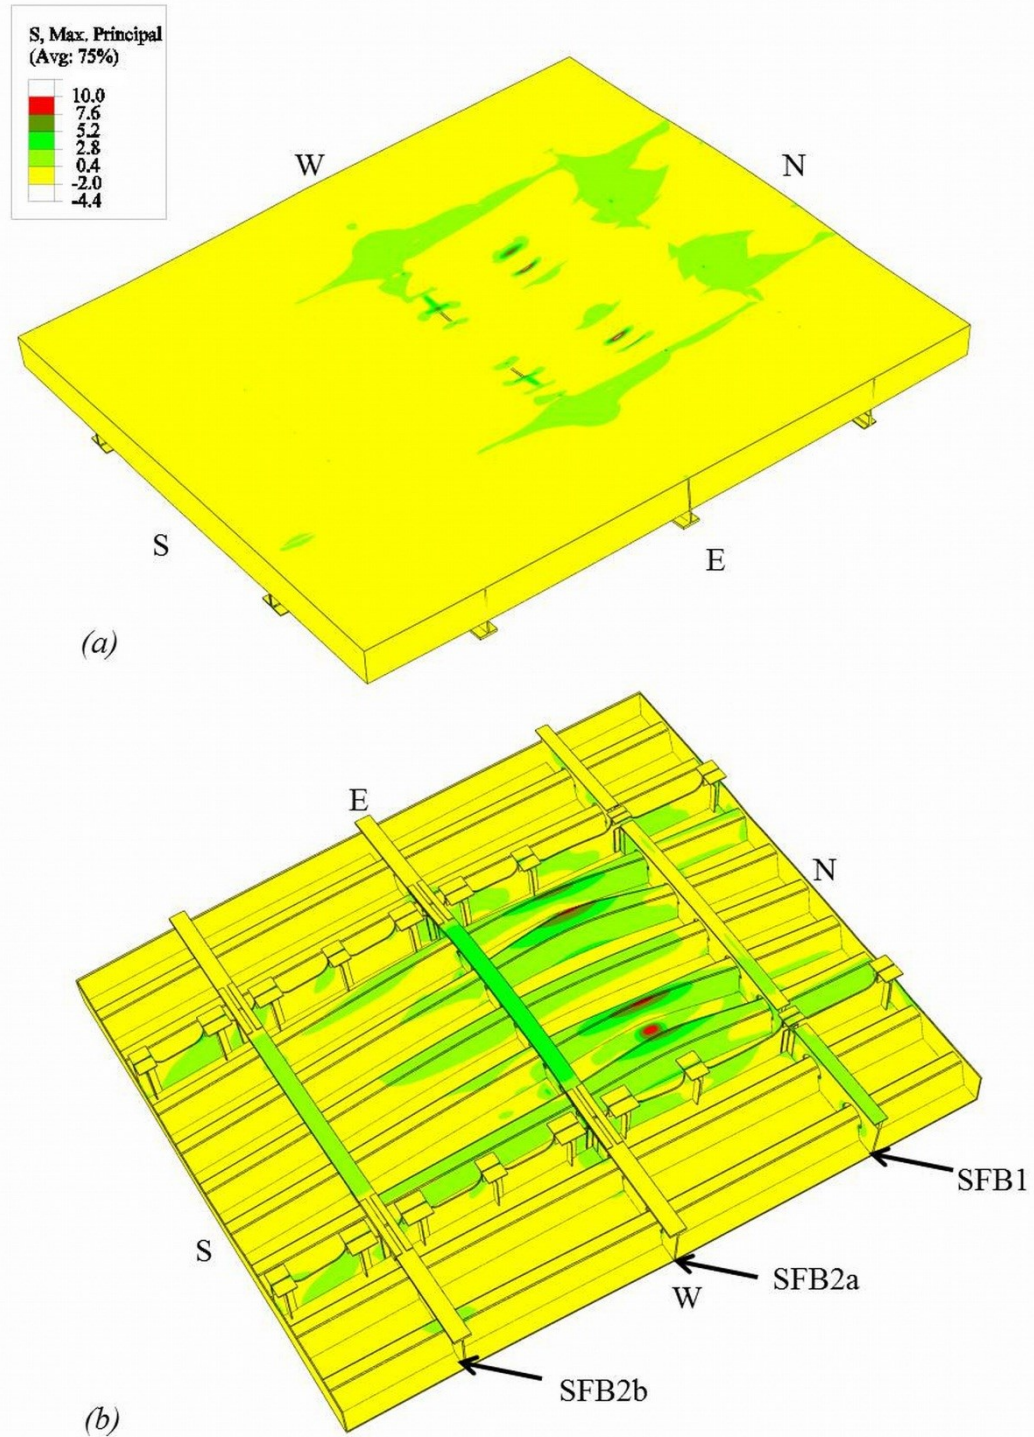 S, Max. Principal
(Avg: 75%)
10.0
7.6
5.2
2.8
0.4
-2.0
-4.4
W
N
S
E
(a)
E
N
S
SFB1
SFB2a
W
SFB2b
(b)